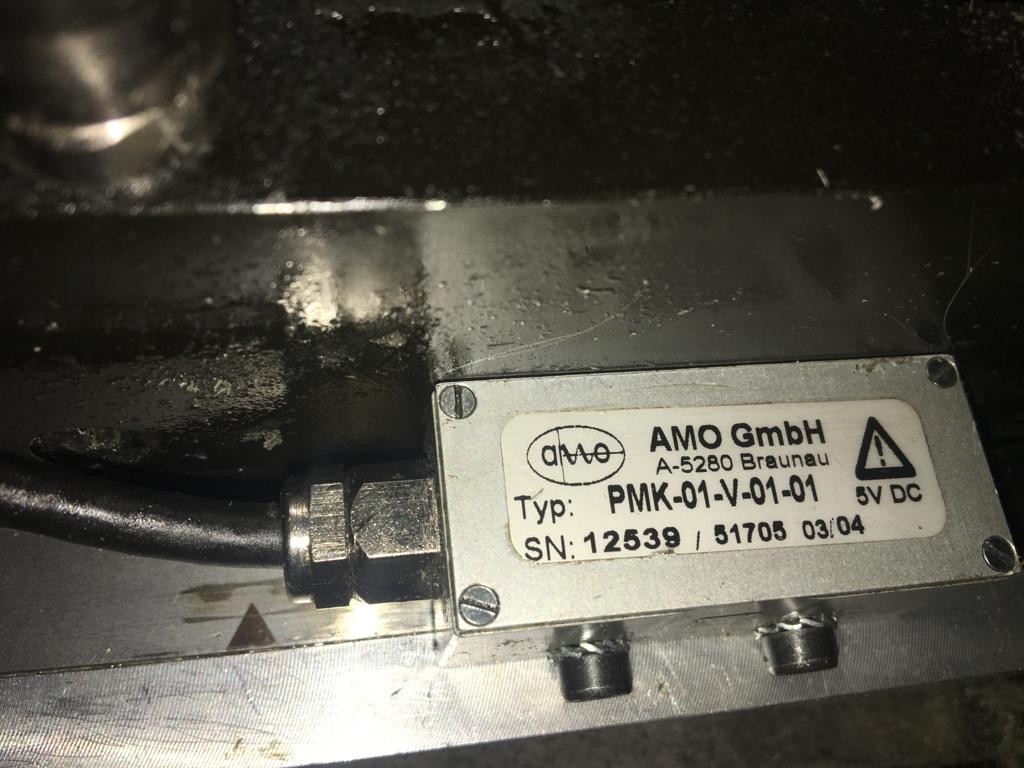 amo
AMO GmbH
A-5280 Braunau
5V DC
Typ: PMK-01-V-01-01
SN: 12539 / 51705 03/04